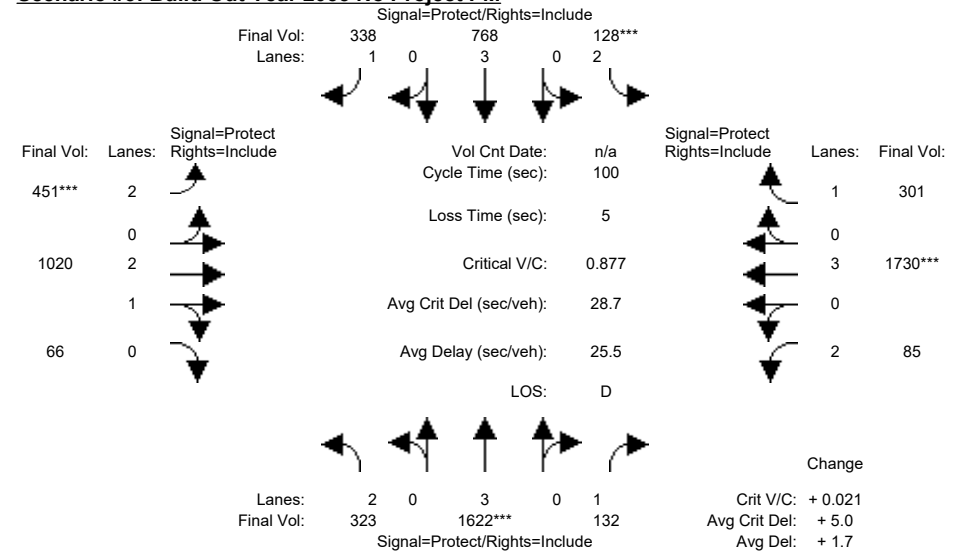 Signal=Protect/Rights=Include
Final Vol: 338 768 128***
Lanes: 1 0 3 0 2
Signal=Protect
Final Vol: Lanes: Rights=Include
Vol Cnt Date: n/a
Signal=Protect
Rights=Include Lanes: Final Vol:
Cycle Time (sec): 100
451*** 2
1 301
Loss Time (sec): 5
0
0
1020 2
Critical V/C: 0.877
3 1730***
1
Avg Crit Del (sec/veh): 28.7
0
66 0
Avg Delay (sec/veh): 25.5
2 85
LOS: D
Change
Lanes: 2 0 3 0 1
Crit V/C: + 0.021
Final Vol: 323 1622*** 132
Avg Crit Del: + 5.0
Signal=Protect/Rights=Include
Avg Del: + 1.7